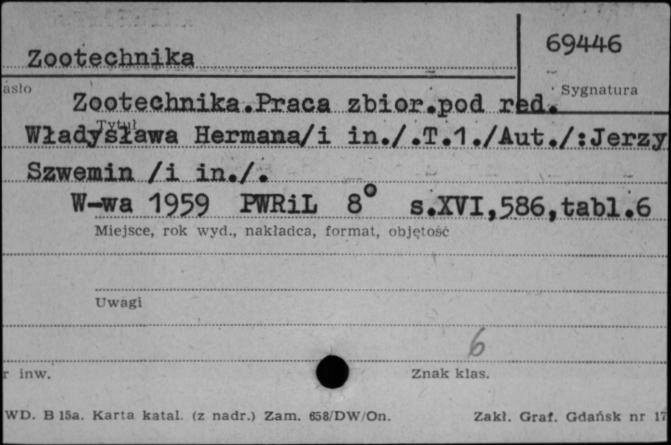 Zootechnika
69446
asło
Sygnatura
Zootechnika.Praca zbior.pod red.
Tytuł
Władysława Hermana/i in./.T.1./Aut./:Jerzy
Szwemin /i in./.
W-wa 1959 PWRiL 8° s.XVI,586,tabl.6
Miejsce, rok wyd., nakładca, format, objętość
Uwagi
6
r inw.
Znak klas.
WD. B 15a. Karta katal. (z nadr.) Zam. 658/DW/On.
Zakł. Graf. Gdańsk nr 17